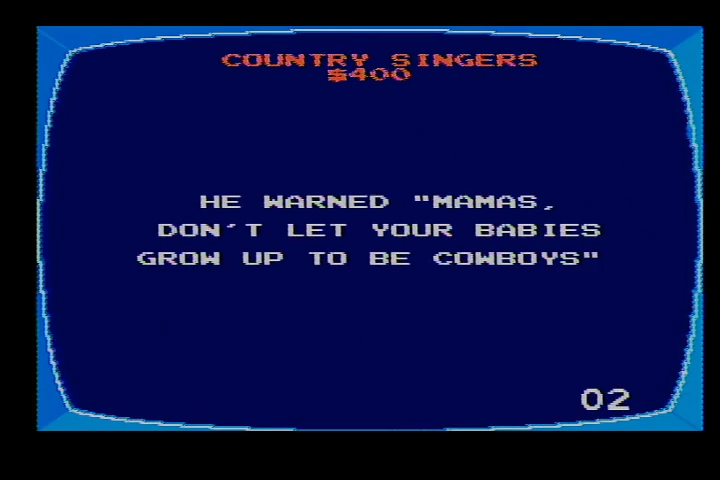 COUNTRY SINGERS
$400
HE WARNED "MAMAS,
DON'T LET YOUR BABIES
GROW UP TO BE COWBOYS"
02